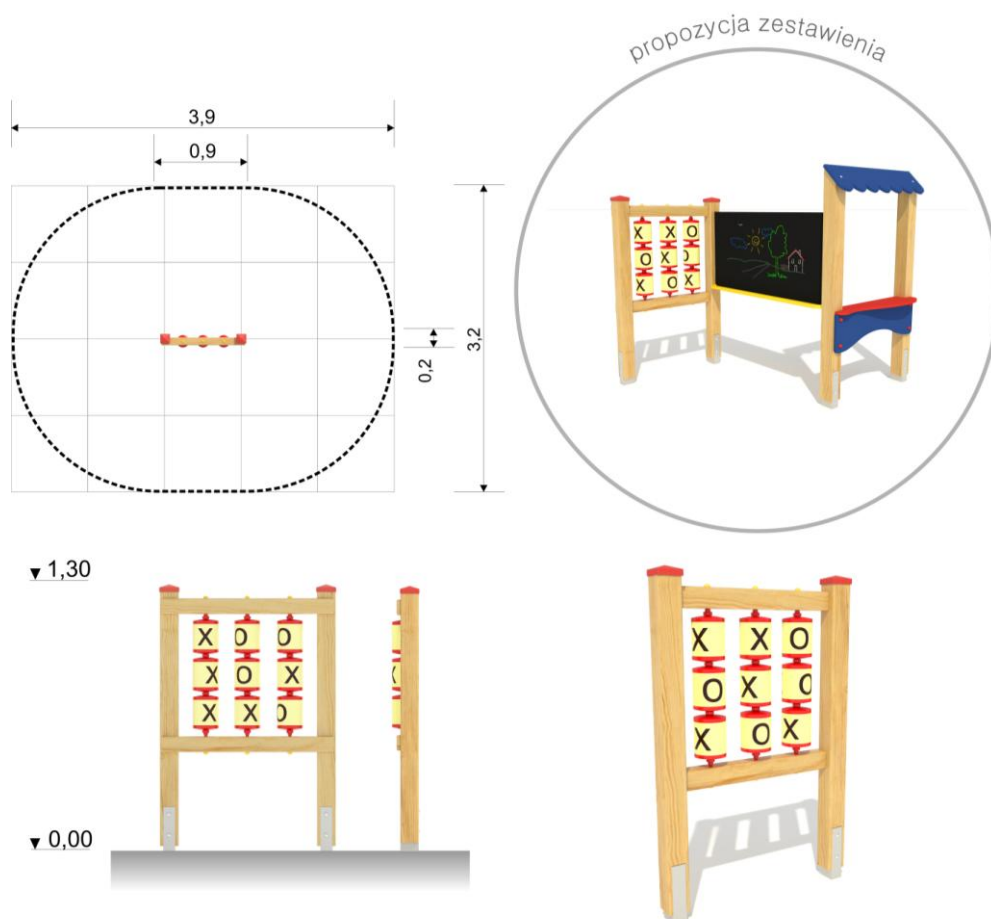 propozycja zestawienia
3,9
0,9
3,2
0,2
X X O
O X O
X O X
1,30
X O O
X O X
X X O
0,00
X X O
O X O
X O X